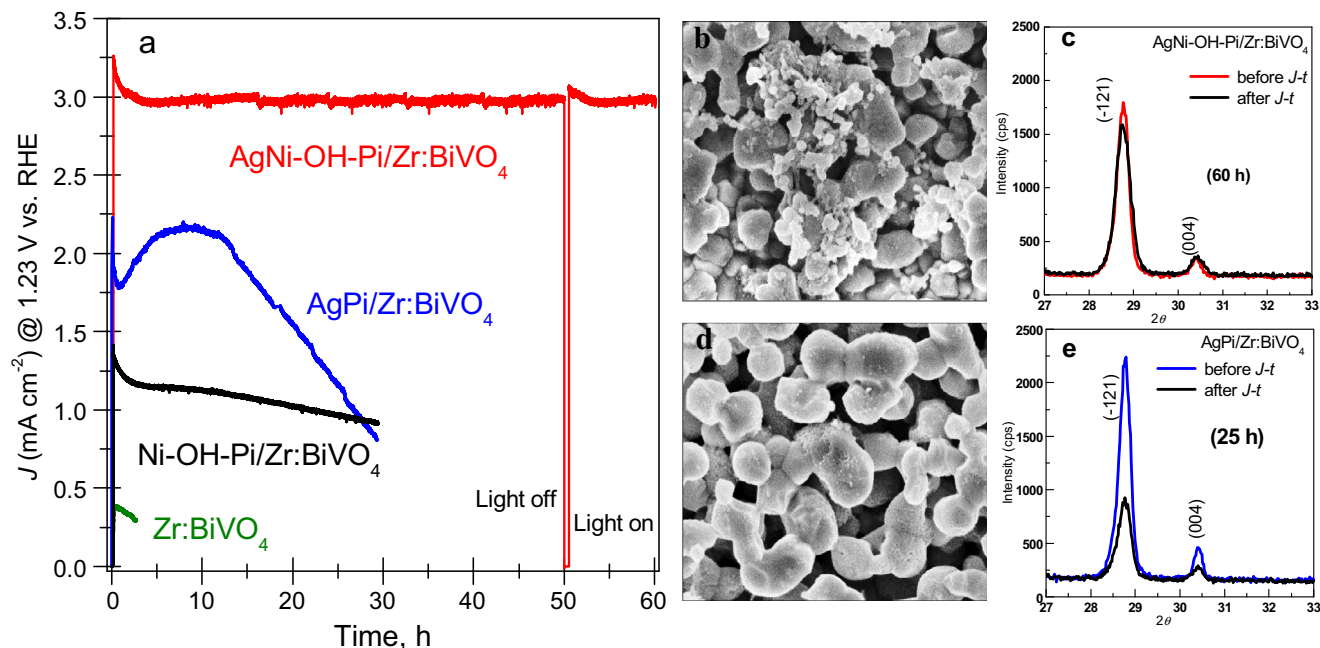 a
J (mA cm⁻²) @ 1.23 V vs. RHE
3.5
3.0
2.5
2.0
1.5
1.0
0.5
0.0
AgNi-OH-Pi/Zr:BiVO₄
AgPi/Zr:BiVO₄
Ni-OH-Pi/Zr:BiVO₄
Zr:BiVO₄
Light off
Light on
0 10 20 30 40 50 60
Time, h
b
c
AgNi-OH-Pi/Zr:BiVO₄
before J-t
after J-t
(-121)
(60 h)
(004)
Intensity (cps)
2500
2000
1500
1000
500
0
27 28 29 30 31 32 33
2θ
d
e
AgPi/Zr:BiVO₄
before J-t
after J-t
(-121)
(25 h)
(004)
Intensity (cps)
2500
2000
1500
1000
500
0
27 28 29 30 31 32 33
2θ